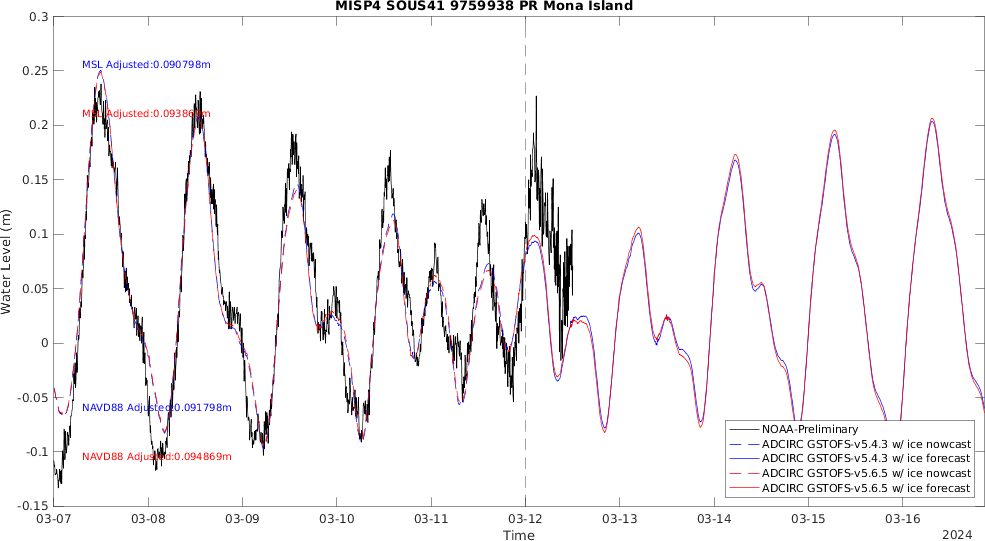 MISP4 SOUS41 9759938 PR Mona Island
0.3
0.25
0.2
0.15
0.1
0.05
0
-0.05
-0.1
-0.15
Water Level (m)
MSL Adjusted:0.090798m
MSL Adjusted:0.093869m
NAVD88 Adjusted:0.091798m
NAVD88 Adjusted:0.094869m
NOAA-Preliminary
ADCIRC GSTOFS-v5.4.3 w/ ice nowcast
ADCIRC GSTOFS-v5.4.3 w/ ice forecast
ADCIRC GSTOFS-v5.6.5 w/ ice nowcast
ADCIRC GSTOFS-v5.6.5 w/ ice forecast
03-07 03-08 03-09 03-10 03-11 03-12 03-13 03-14 03-15 03-16
Time
2024